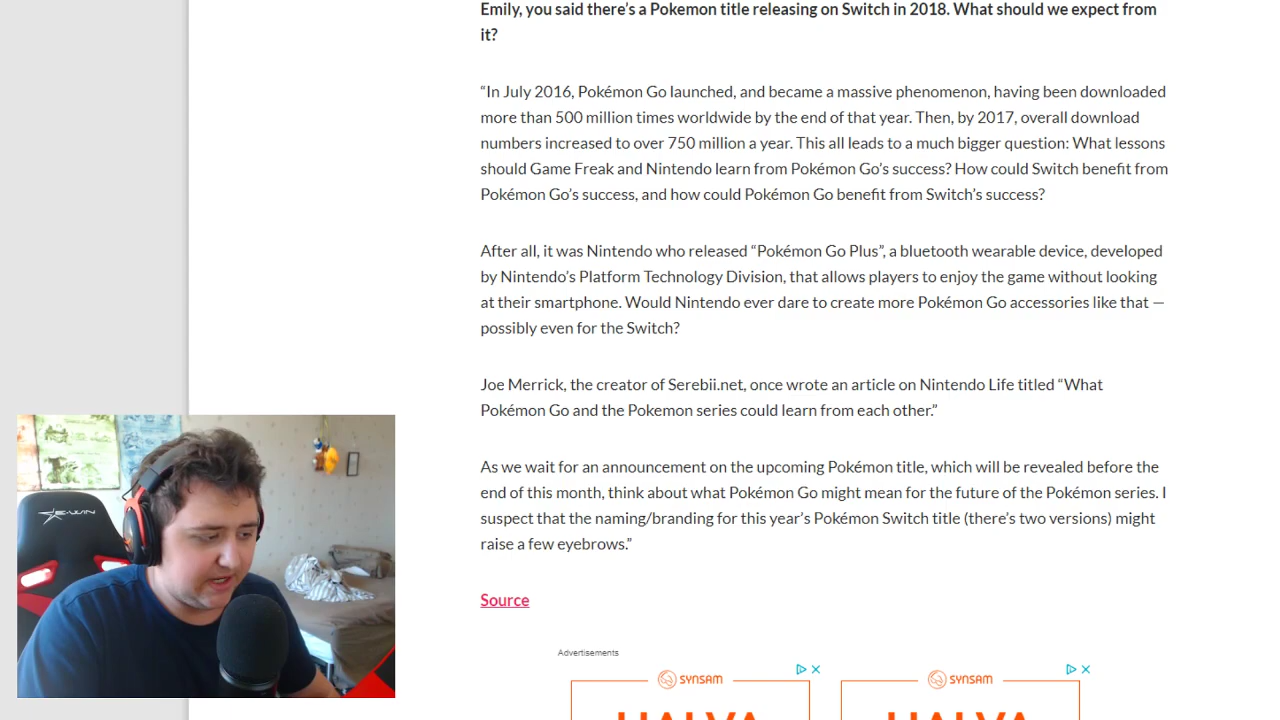 Emily, you said there's a Pokemon title releasing on Switch in 2018. What should we expect from
it?
“In July 2016, Pokémon Go launched, and became a massive phenomenon, having been downloaded
more than 500 million times worldwide by the end of that year. Then, by 2017, overall download
numbers increased to over 750 million a year. This all leads to a much bigger question: What lessons
should Game Freak and Nintendo learn from Pokémon Go’s success? How could Switch benefit from
Pokémon Go’s success, and how could Pokémon Go benefit from Switch’s success?
After all, it was Nintendo who released “Pokémon Go Plus”, a bluetooth wearable device, developed
by Nintendo’s Platform Technology Division, that allows players to enjoy the game without looking
at their smartphone. Would Nintendo ever dare to create more Pokémon Go accessories like that —
possibly even for the Switch?
Joe Merrick, the creator of Serebii.net, once wrote an article on Nintendo Life titled “What
Pokémon Go and the Pokemon series could learn from each other.”
As we wait for an announcement on the upcoming Pokémon title, which will be revealed before the
end of this month, think about what Pokémon Go might mean for the future of the Pokémon series. I
suspect that the naming/branding for this year’s Pokémon Switch title (there’s two versions) might
raise a few eyebrows.”
Source
Advertisements
SYNSAM
SYNSAM
HALVA
HALVA
E-WIN